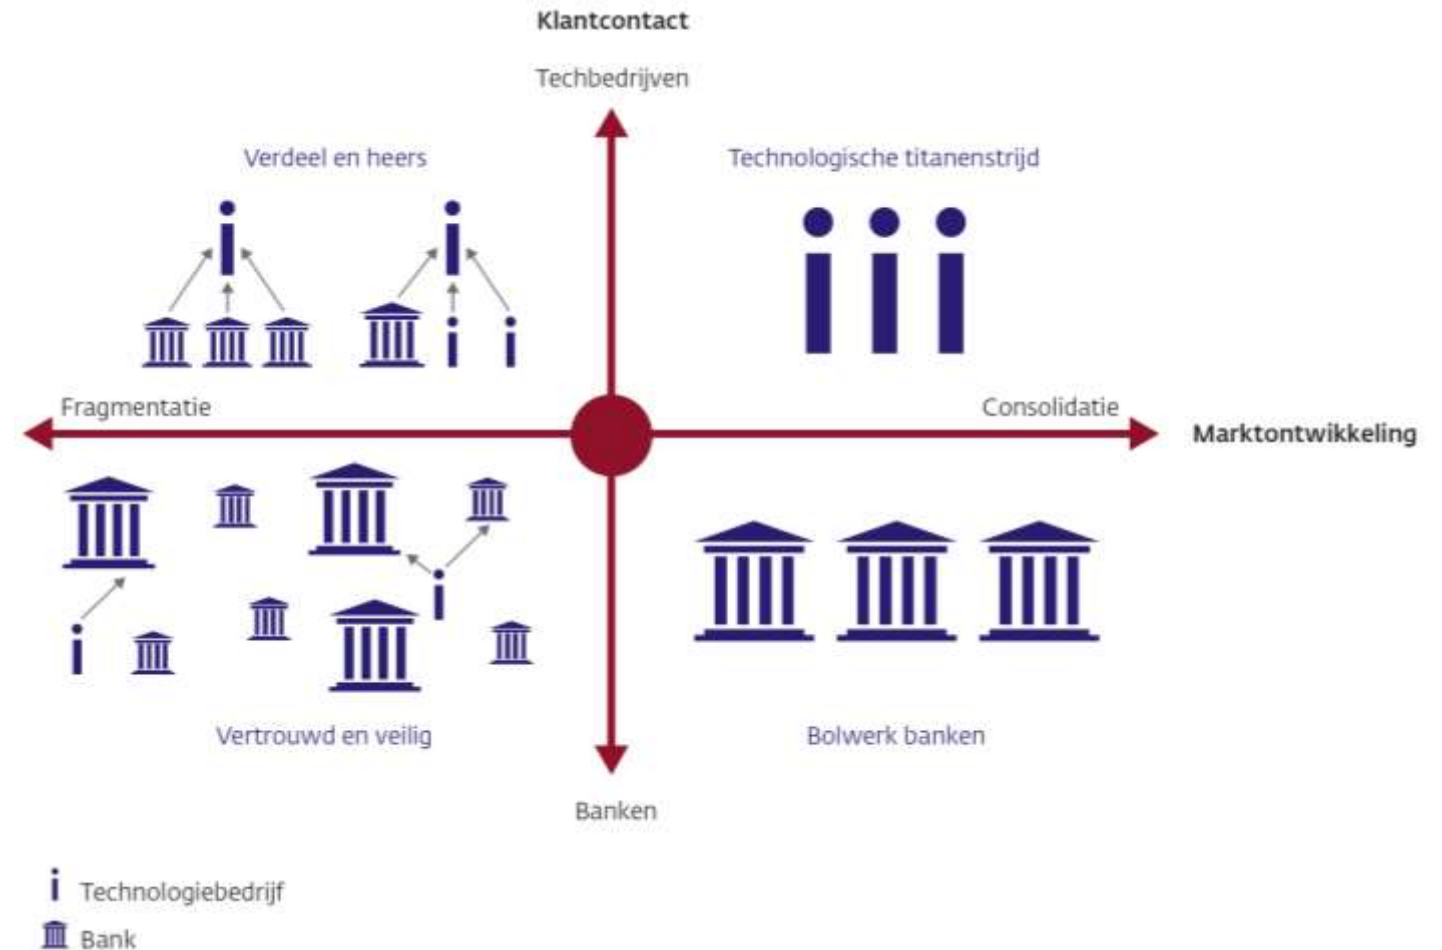 Klantcontact
Techbedrijven
Verdeel en heers
Technologische titanenstrijd
Fragmentatie
Consolidatie
Marktontwikkeling
Vertrouwd en veilig
Bolwerk banken
Banken
Technologiebedrijf
Bank